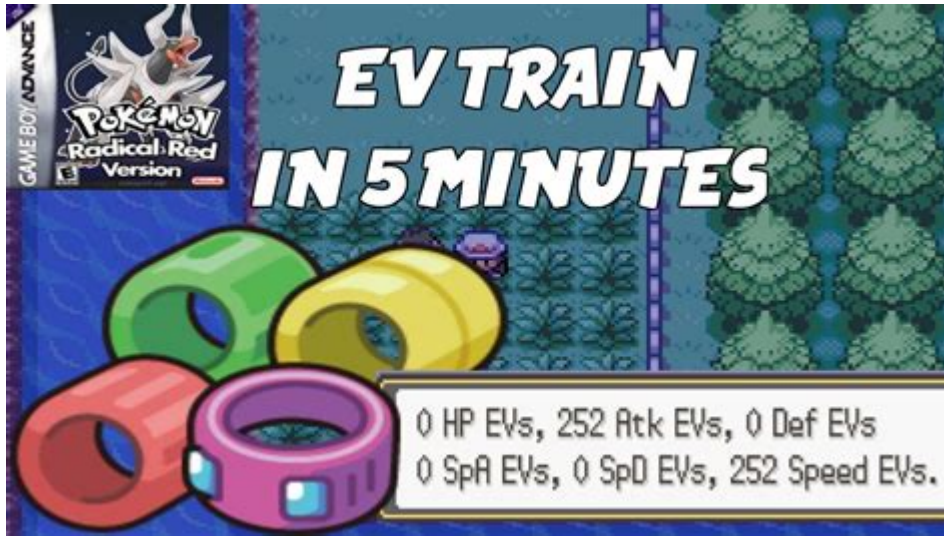 GAME BOY ADVANCE
Pokémon
Radical Red
Version
E
EV TRAIN
IN 5 MINUTES
0 HP EVs, 252 Atk EVs, 0 Def EVs
0 SpA EVs, 0 SpD EVs, 252 Speed EVs.